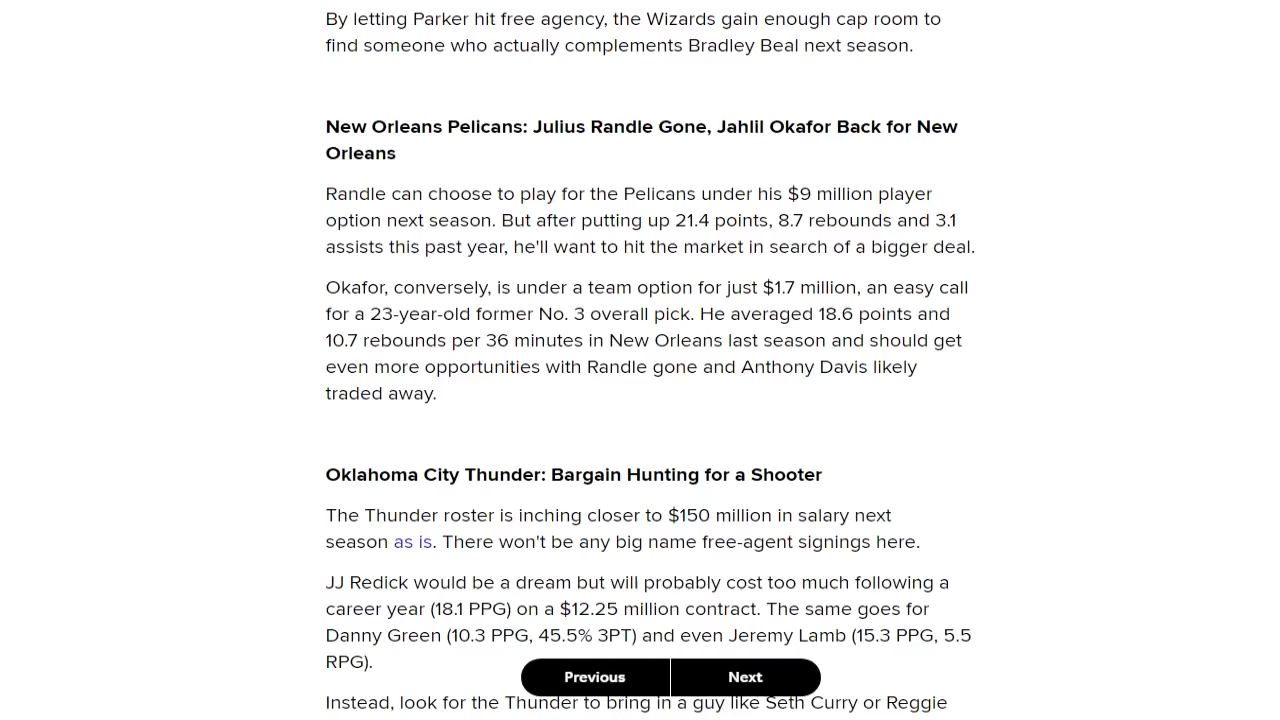 By letting Parker hit free agency, the Wizards gain enough cap room to
find someone who actually complements Bradley Beal next season.
New Orleans Pelicans: Julius Randle Gone, Jahlil Okafor Back for New
Orleans
Randle can choose to play for the Pelicans under his $9 million player
option next season. But after putting up 21.4 points, 8.7 rebounds and 3.1
assists this past year, he'll want to hit the market in search of a bigger deal.
Okafor, conversely, is under a team option for just $1.7 million, an easy call
for a 23-year-old former No. 3 overall pick. He averaged 18.6 points and
10.7 rebounds per 36 minutes in New Orleans last season and should get
even more opportunities with Randle gone and Anthony Davis likely
traded away.
Oklahoma City Thunder: Bargain Hunting for a Shooter
The Thunder roster is inching closer to $150 million in salary next
season as is. There won't be any big name free-agent signings here.
JJ Redick would be a dream but will probably cost too much following a
career year (18.1 PPG) on a $12.25 million contract. The same goes for
Danny Green (10.3 PPG, 45.5% 3PT) and even Jeremy Lamb (15.3 PPG, 5.5
RPG).
Previous Next
Instead, look for the Thunder to bring in a guy like Seth Curry or Reggie